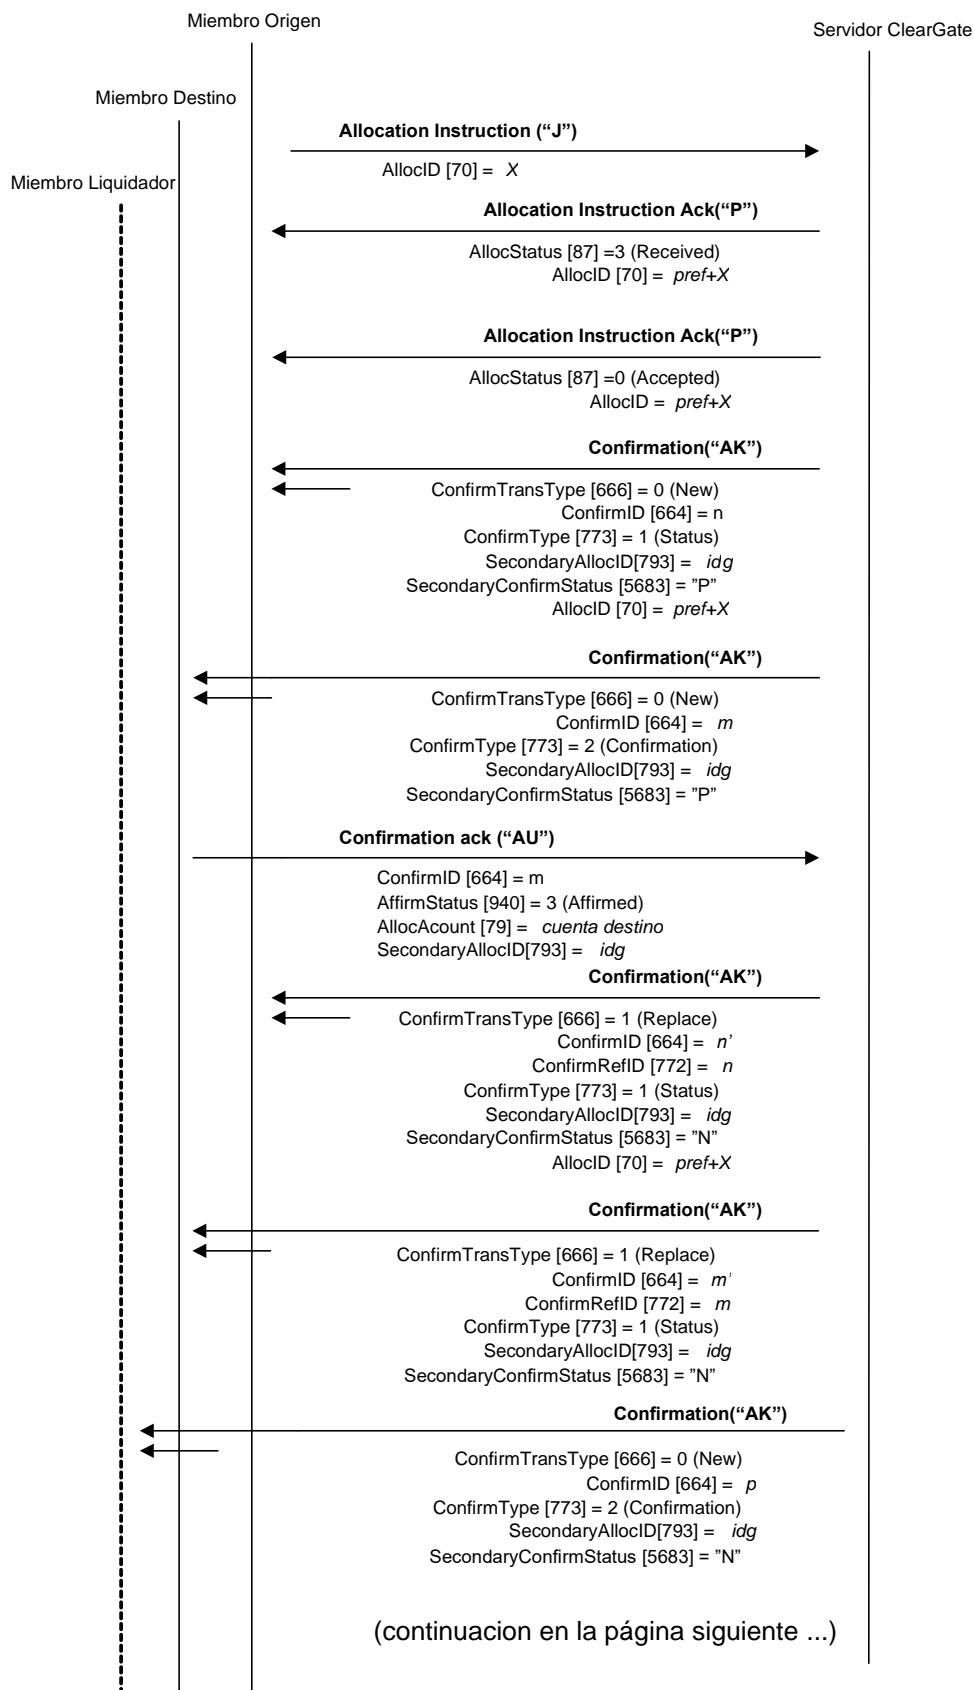 Miembro Origen
Servidor ClearGate
Miembro Destino
Allocation Instruction (“J”)
AllocID [70] = X
Miembro Liquidador
Allocation Instruction Ack(“P”)
AllocStatus [87] =3 (Received)
AllocID [70] = pref+X
Allocation Instruction Ack(“P”)
AllocStatus [87] =0 (Accepted)
AllocID = pref+X
Confirmation(“AK”)
ConfirmTransType [666] = 0 (New)
ConfirmID [664] = n
ConfirmType [773] = 1 (Status)
SecondaryAllocID[793] = idg
SecondaryConfirmStatus [5683] = ”P”
AllocID [70] = pref+X
Confirmation(“AK”)
ConfirmTransType [666] = 0 (New)
ConfirmID [664] = m
ConfirmType [773] = 2 (Confirmation)
SecondaryAllocID[793] = idg
SecondaryConfirmStatus [5683] = ”P”
Confirmation ack (“AU”)
ConfirmID [664] = m
AffirmStatus [940] = 3 (Affirmed)
AllocAcount [79] = cuenta destino
SecondaryAllocID[793] = idg
Confirmation(“AK”)
ConfirmTransType [666] = 1 (Replace)
ConfirmID [664] = n’
ConfirmRefID [772] = n
ConfirmType [773] = 1 (Status)
SecondaryAllocID[793] = idg
SecondaryConfirmStatus [5683] = ”N”
AllocID [70] = pref+X
Confirmation(“AK”)
ConfirmTransType [666] = 1 (Replace)
ConfirmID [664] = m’
ConfirmRefID [772] = m
ConfirmType [773] = 1 (Status)
SecondaryAllocID[793] = idg
SecondaryConfirmStatus [5683] = ”N”
Confirmation(“AK”)
ConfirmTransType [666] = 0 (New)
ConfirmID [664] = p
ConfirmType [773] = 2 (Confirmation)
SecondaryAllocID[793] = idg
SecondaryConfirmStatus [5683] = ”N”
(continuacion en la página siguiente ...)